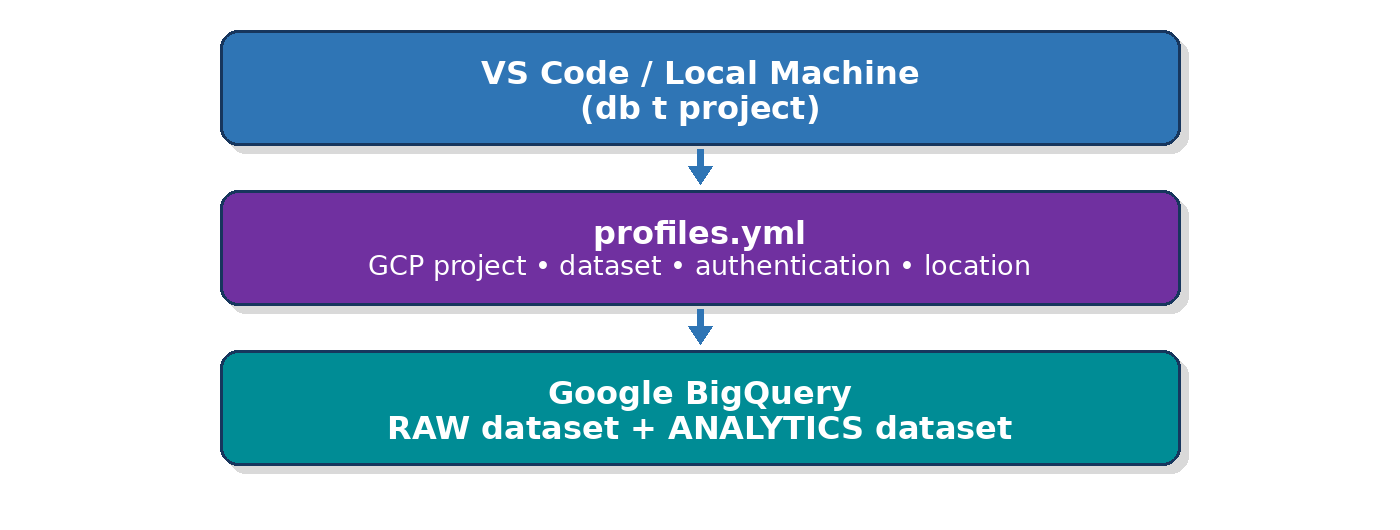 VS Code / Local Machine
(db t project)
profiles.yml
GCP project • dataset • authentication • location
Google BigQuery
RAW dataset + ANALYTICS dataset